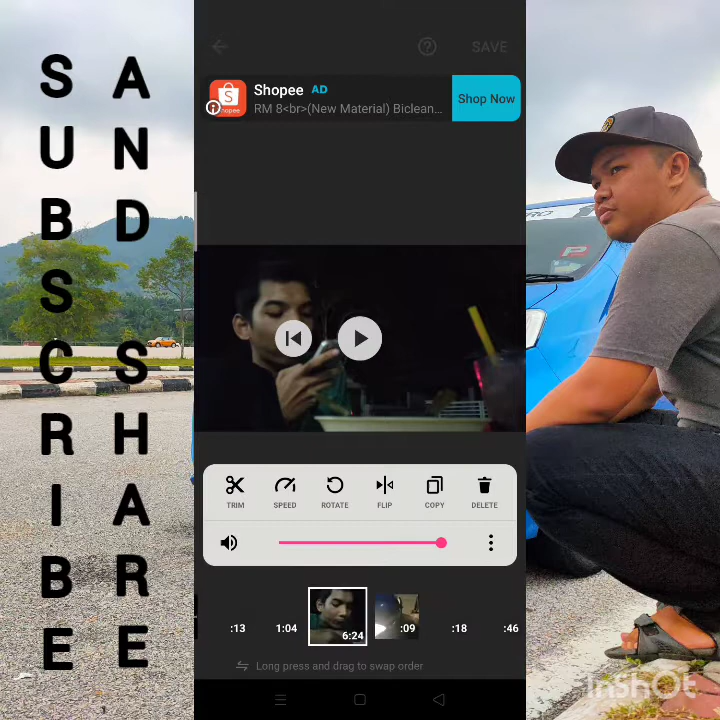 SUBSCRIBE
AND SHARE
SAVE
Shopee AD
RM 8<br>(New Material) Biclean...
Shop Now
S
Shopee
P
TRIM SPEED ROTATE FLIP COPY DELETE
:13 1:04 6:24 :09 :18 :46
Long press and drag to swap order
InShOt